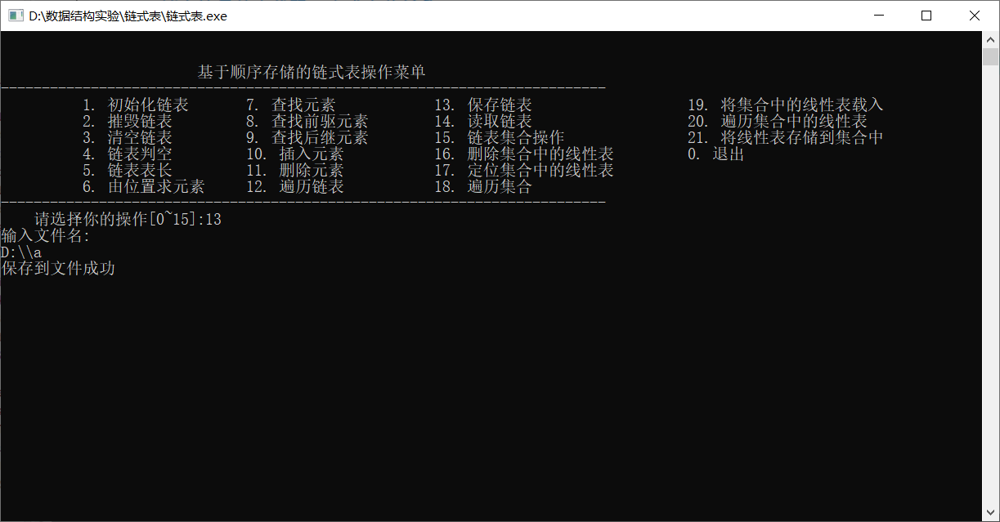 D:\数据结构实验\链式表\链式表.exe
基于顺序存储的链式表操作菜单
--------------------------------------------------------------------------
1. 初始化链表 7. 查找元素 13. 保存链表 19. 将集合中的线性表载入
2. 摧毁链表 8. 查找前驱元素 14. 读取链表 20. 遍历集合中的线性表
3. 清空链表 9. 查找后继元素 15. 链表集合操作 21. 将线性表存储到集合中
4. 链表判空 10. 插入元素 16. 删除集合中的线性表 0. 退出
5. 链表表长 11. 删除元素 17. 定位集合中的线性表
6. 由位置求元素 12. 遍历链表 18. 遍历集合
--------------------------------------------------------------------------
请选择你的操作[0~15]:13
输入文件名:
D:\\a
保存到文件成功